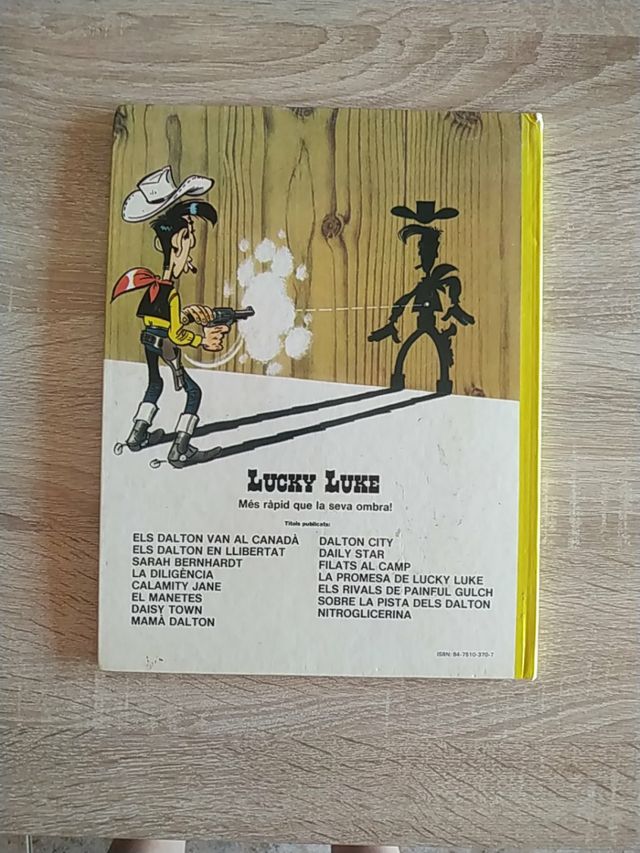 LUCKY LUKE
Més ràpid que la seva ombra!
Títols publicats:
ELS DALTON VAN AL CANADÀ
ELS DALTON EN LLIBERTAT
SARAH BERNHARDT
LA DILIGÈNCIA
CALAMITY JANE
EL MANETES
DAISY TOWN
MAMÀ DALTON
DALTON CITY
DAILY STAR
FILATS AL CAMP
LA PROMESA DE LUCKY LUKE
ELS RIVALS DE PAINFUL GULCH
SOBRE LA PISTA DELS DALTON
NITROGLICERINA
ISBN: 84-7510-370-7